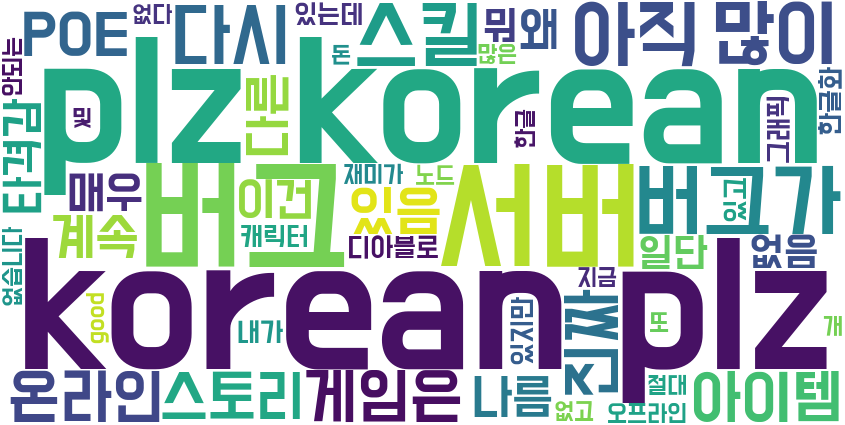 POE 없다 다시 있는데 돈 스킬 많은 뭐 왜 아직 많이
안되는 plz korean
타격감 및 다른 한글 그래픽 한글화
매우 버그 이건 재미가 노드 있음 서버 버그가 있고
계속 캐릭터 디아블로 일단 없음
없습니다 korean plz
good 내가 지금 있지만 진짜 또 개
온라인 스토리 게임은 나름 없고 오프라인 절대 아이템